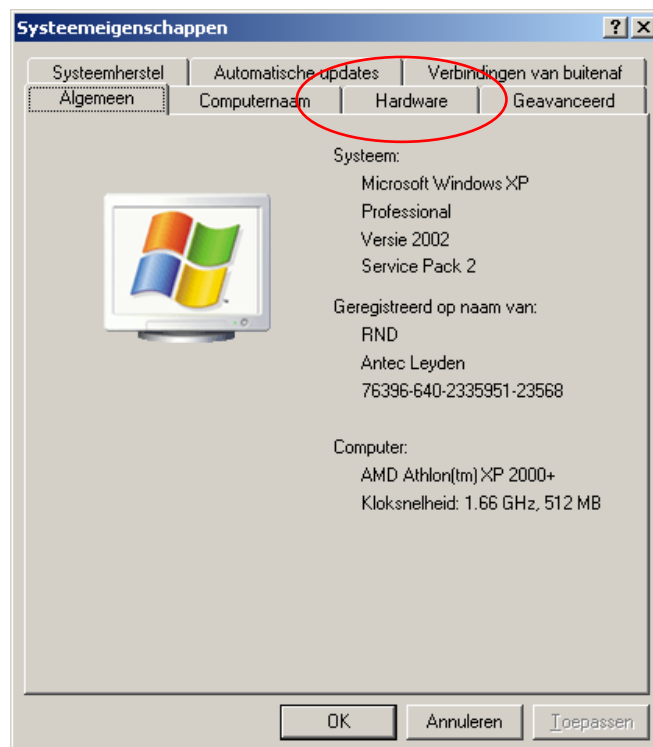 Systeemeigenschappen
Systeemherstel Automatische updates Verbindingen van buitenaf
Algemeen Computernaam Hardware Geavanceerd
Systeem:
Microsoft Windows XP
Professional
Versie 2002
Service Pack 2
Geregistreerd op naam van:
RND
Antec Leyden
76396-640-2335951-23568
Computer:
AMD Athlon(tm) XP 2000+
Kloksnelheid: 1.66 GHz, 512 MB
OK Annuleren Toepassen